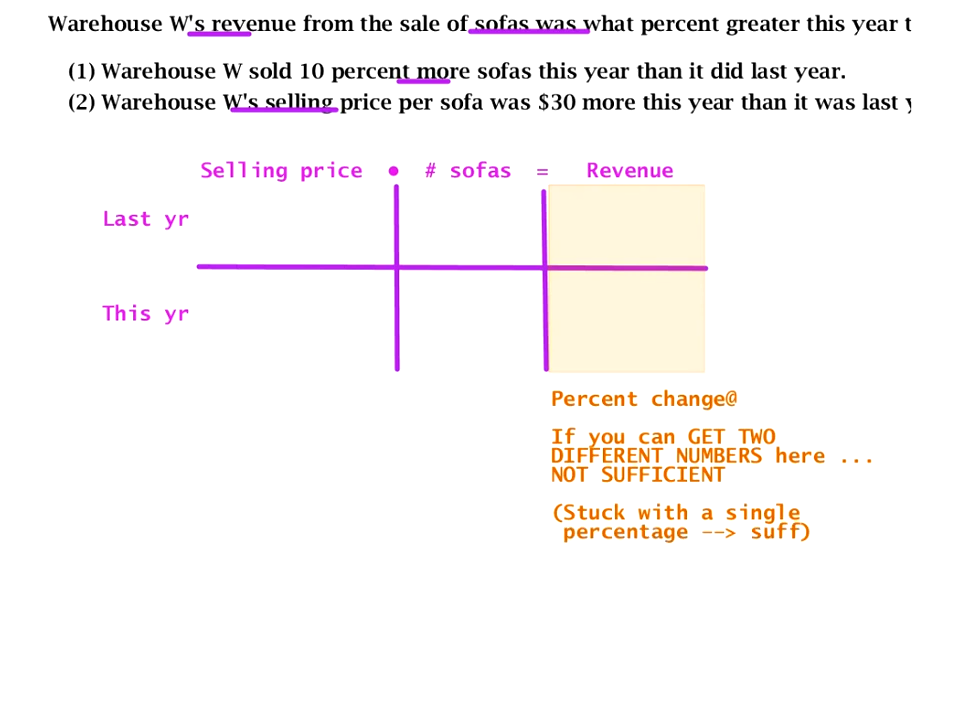 Warehouse W's revenue from the sale of sofas was what percent greater this year t
(1) Warehouse W sold 10 percent more sofas this year than it did last year.
(2) Warehouse W's selling price per sofa was $30 more this year than it was last y
Selling price • # sofas = Revenue
Last yr
This yr
Percent change@
If you can GET TWO
DIFFERENT NUMBERS here ...
NOT SUFFICIENT
(Stuck with a single
percentage --> suff)